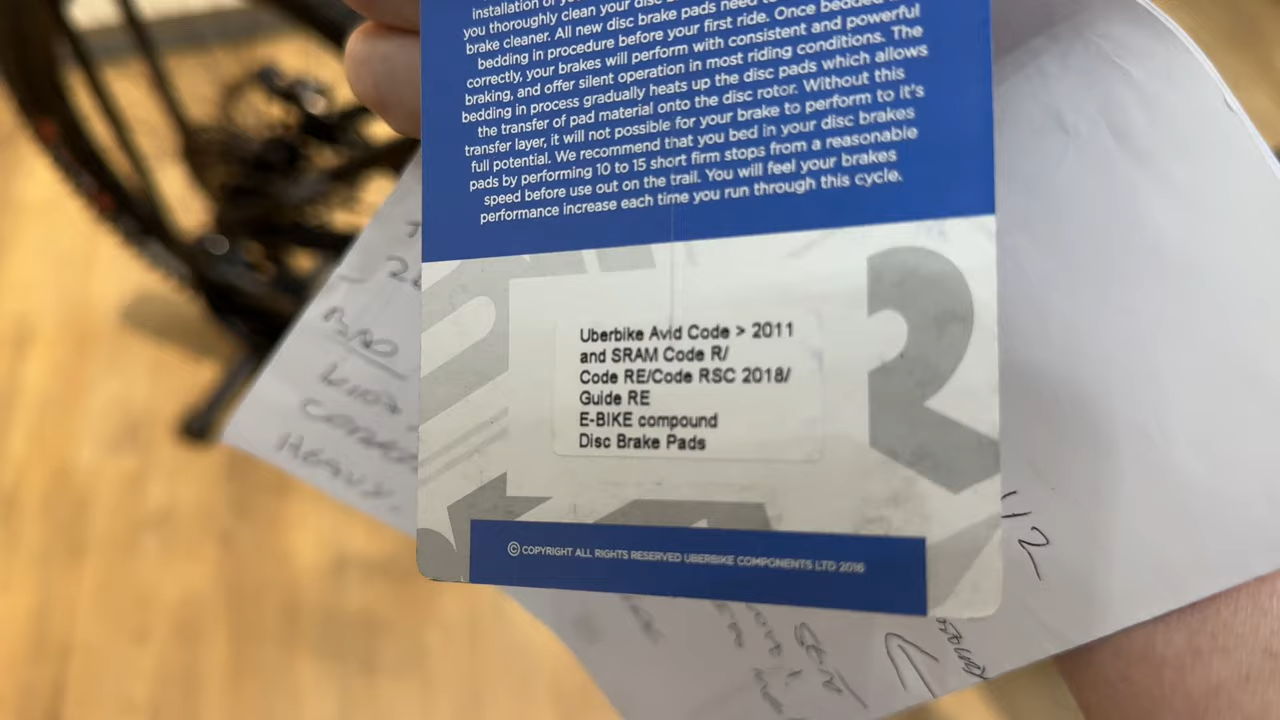 installation of
you thoroughly clean your disc
brake cleaner. All new disc brake pads need
bedding in procedure before your first ride. Once bedded
correctly, your brakes will perform with consistent and powerful
braking, and offer silent operation in most riding conditions. The
bedding in process gradually heats up the disc pads which allows
the transfer of pad material onto the disc rotor. Without this
transfer layer, it will not possible for your brake to perform to it's
full potential. We recommend that you bed in your disc brakes
pads by performing 10 to 15 short firm stops from a reasonable
speed before use out on the trail. You will feel your brakes
performance increase each time you run through this cycle.
Uberbike Avid Code > 2011
and SRAM Code R/
Code RE/Code RSC 2018/
Guide RE
E-BIKE compound
Disc Brake Pads
© COPYRIGHT ALL RIGHTS RESERVED UBERBIKE COMPONENTS LTD 2016
BAD
HEAVY